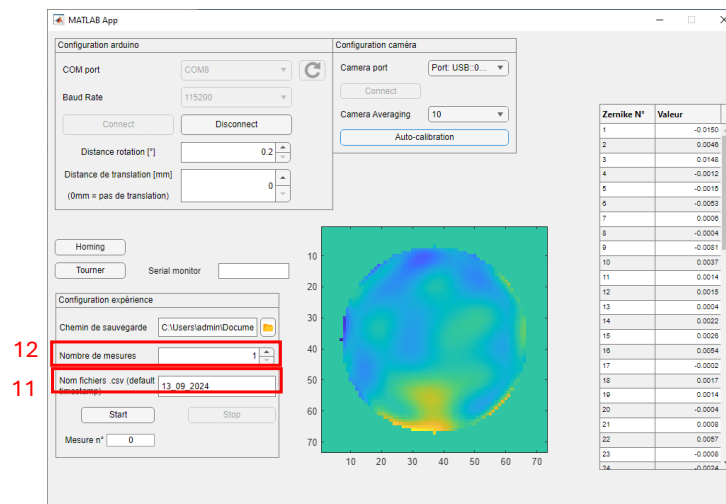 MATLAB App
Configuration arduino
COM port
COM8
Baud Rate
115200
Connect
Disconnect
Distance rotation [°]
0.2
Distance de translation [mm]
(0mm = pas de translation)
0
Configuration caméra
Camera port
Port: USB::0...
Connect
Camera Averaging
10
Auto-calibration
Homing
Tourner
Serial monitor
Configuration expérience
Chemin de sauvegarde
C:\Users\admin\Docume
12
Nombre de mesures
1
11
Nom fichiers .csv (default
timestamp)
13_09_2024
Start
Stop
Mesure n°
0
10
20
30
40
50
60
70
10 20 30 40 50 60 70
Zernike N° Valeur
1 -0.0150
2 0.0046
3 0.0148
4 -0.0012
5 -0.0015
6 -0.0053
7 0.0006
8 -0.0004
9 -0.0081
10 0.0037
11 0.0014
12 0.0015
13 0.0004
14 0.0022
15 0.0026
16 0.0054
17 -0.0002
18 0.0017
19 0.0014
20 -0.0004
21 0.0008
22 0.0057
23 -0.0008
24 -0.0024